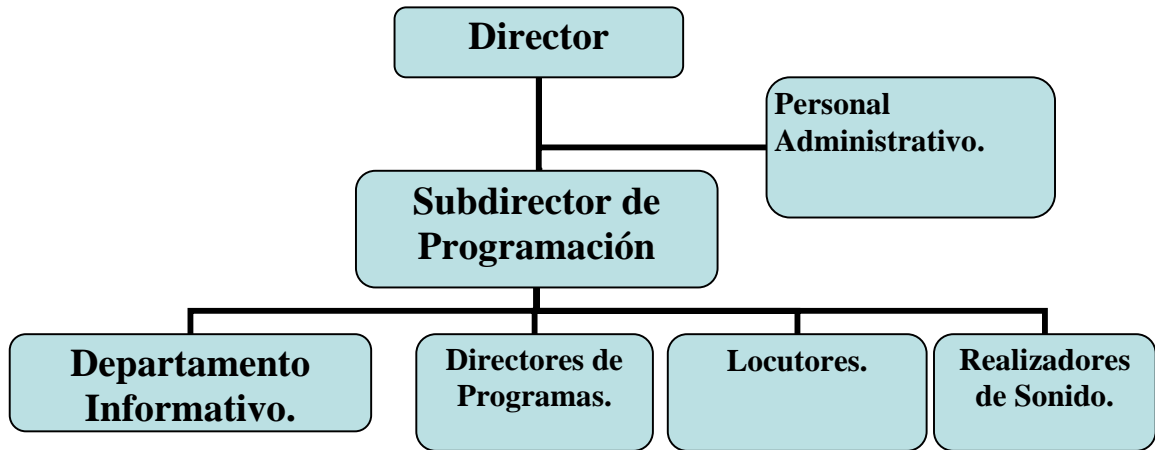 Director
Personal
Administrativo.
Subdirector de
Programación
Departamento
Informativo.
Directores de
Programas.
Locutores.
Realizadores
de Sonido.